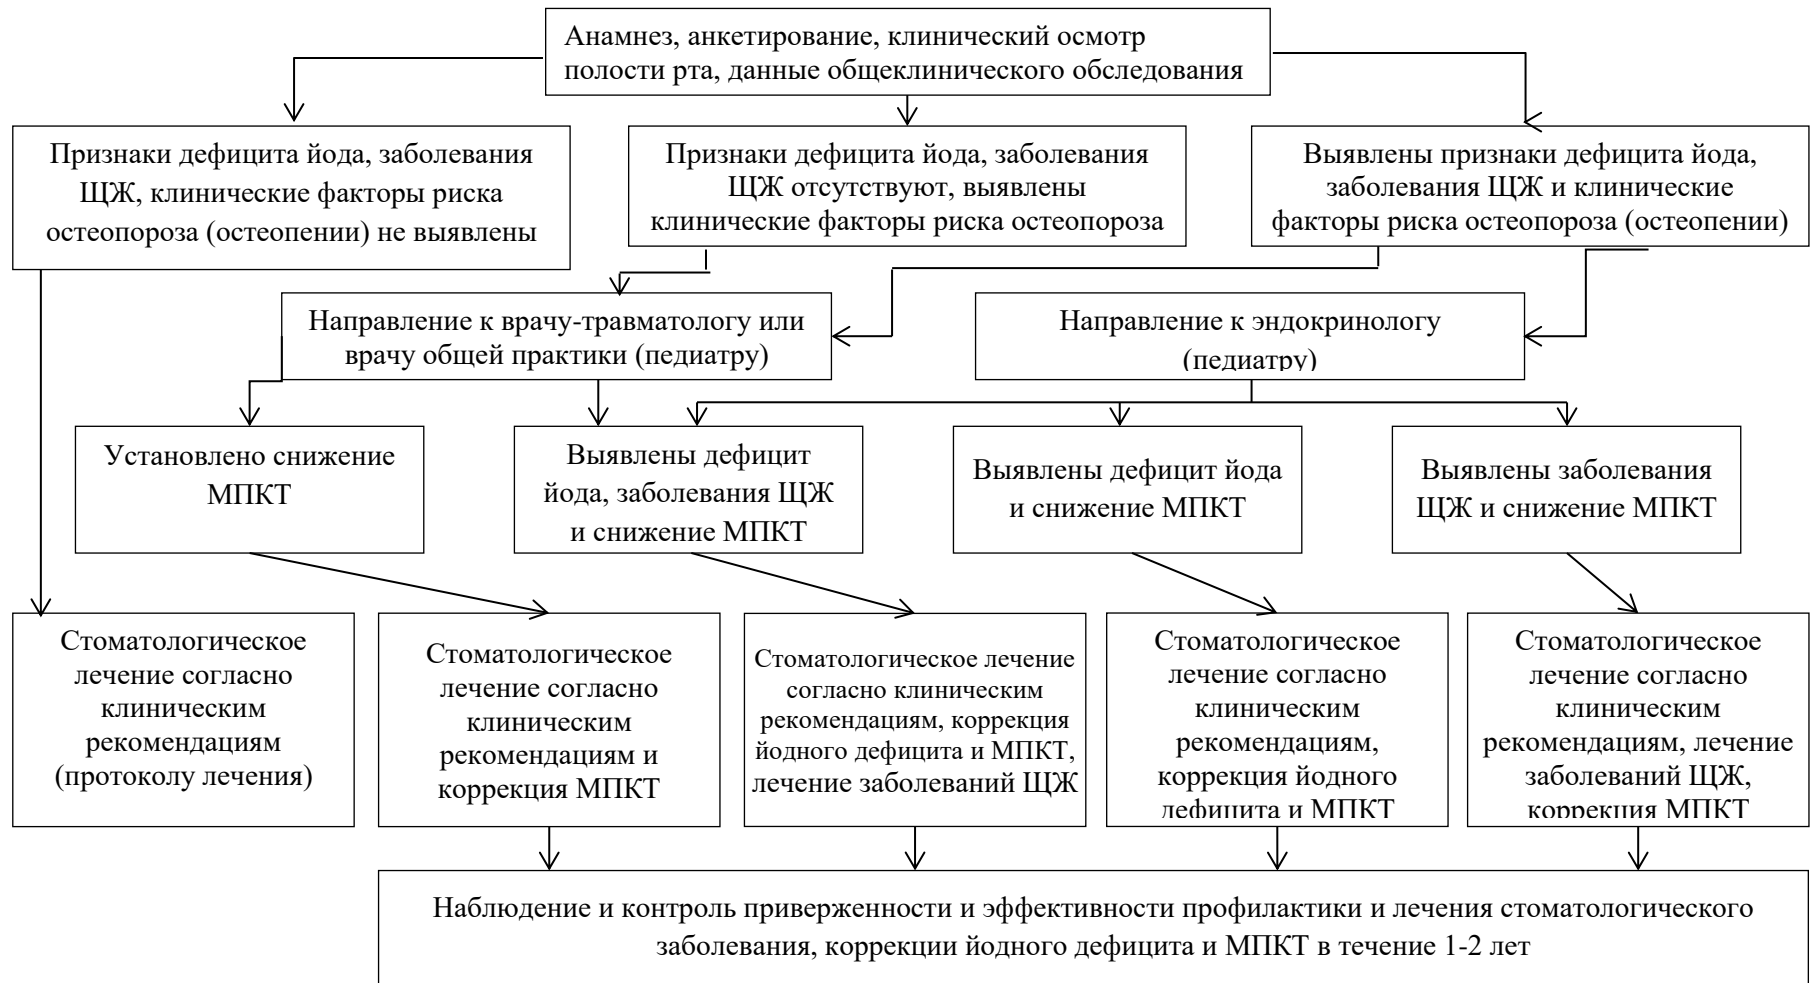 Анамнез, анкетирование, клинический осмотр
полости рта, данные общеклинического обследования
Признаки дефицита йода, заболевания
ЩЖ, клинические факторы риска
остеопороза (остеопении) не выявлены
Признаки дефицита йода, заболевания
ЩЖ отсутствуют, выявлены
клинические факторы риска остеопороза
Выявлены признаки дефицита йода,
заболевания ЩЖ и клинические
факторы риска остеопороза (остеопении)
Направление к врачу-травматологу или
врачу общей практики (педиатру)
Направление к эндокринологу
(педиатру)
Установлено снижение
МПКТ
Выявлены дефицит
йода, заболевания ЩЖ
и снижение МПКТ
Выявлены дефицит йода
и снижение МПКТ
Выявлены заболевания
ЩЖ и снижение МПКТ
Стоматологическое
лечение согласно
клиническим
рекомендациям
(протоколу лечения)
Стоматологическое
лечение согласно
клиническим
рекомендациям и
коррекция МПКТ
Стоматологическое лечение
согласно клиническим
рекомендациям, коррекция
йодного дефицита и МПКТ,
лечение заболеваний ЩЖ
Стоматологическое
лечение согласно
клиническим
рекомендациям,
коррекция йодного
дефицита и МПКТ
Стоматологическое
лечение согласно
клиническим
рекомендациям, лечение
заболеваний ЩЖ,
коррекция МПКТ
Наблюдение и контроль приверженности и эффективности профилактики и лечения стоматологического
заболевания, коррекции йодного дефицита и МПКТ в течение 1-2 лет